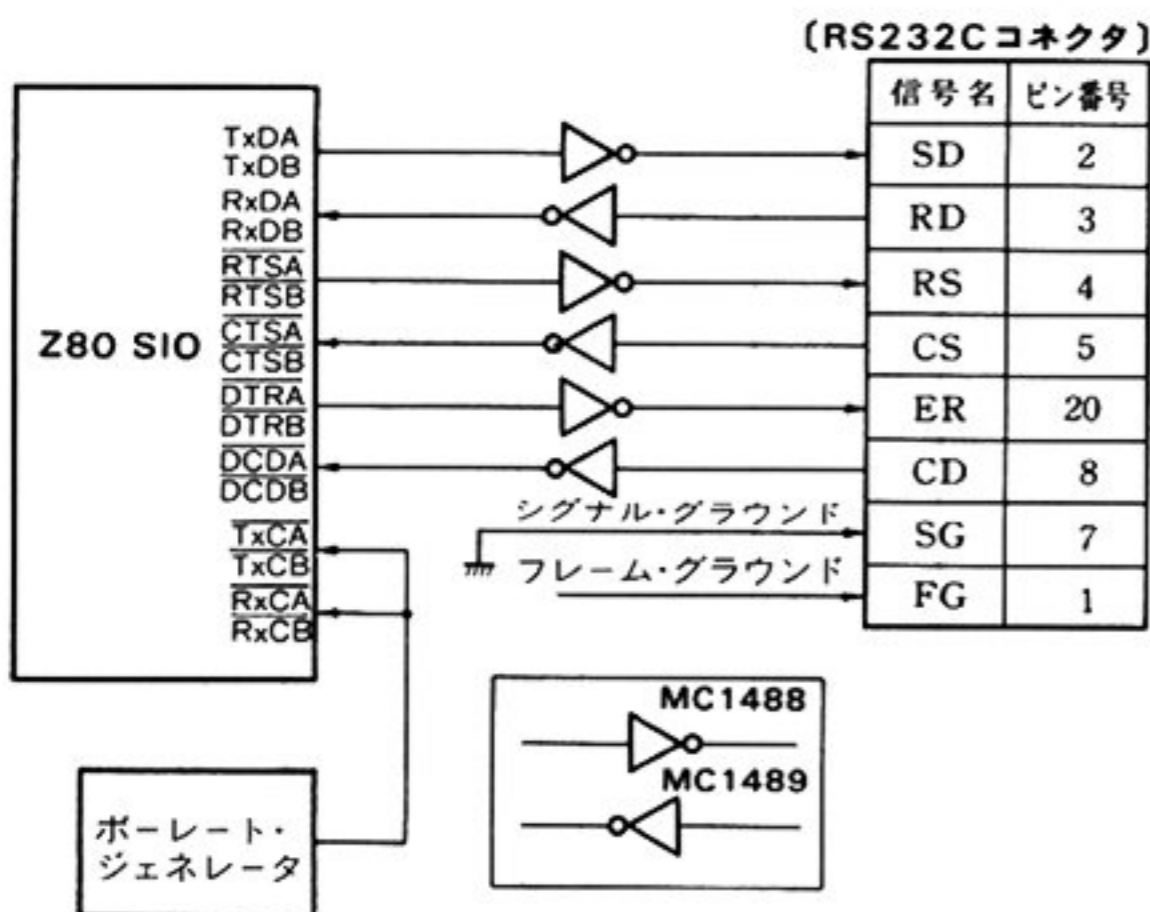 〔RS232Cコネクタ〕
信号名 ピン番号
SD 2
RD 3
RS 4
CS 5
ER 20
CD 8
SG 7
FG 1
Z80 SIO
TxDA
TxDB
RxDA
RxDB
RTSA
RTSB
CTSA
CTSB
DTRA
DTRB
DCDA
DCDB
TxCA
TxCB
RxCA
RxCB
シグナル・グラウンド
フレーム・グラウンド
MC1488
MC1489
ボーレート・
ジェネレータ